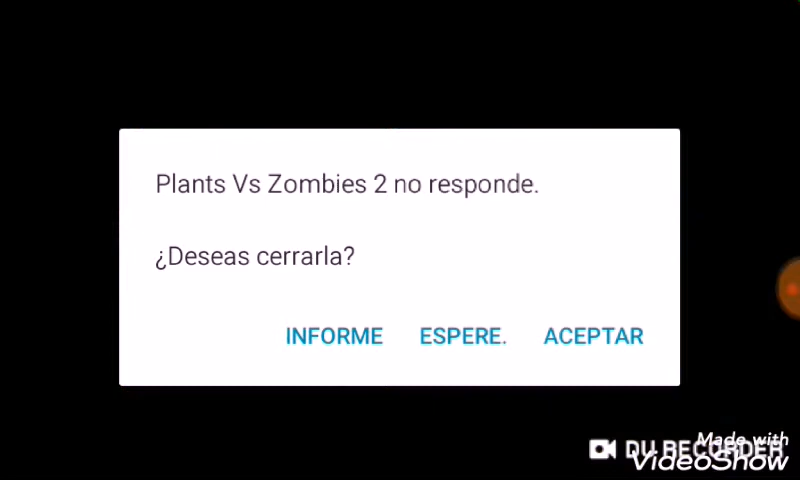 Plants Vs Zombies 2 no responde.
¿Deseas cerrarla?
INFORME ESPERE. ACEPTAR
Made with
DU RECORDER
VideoShow